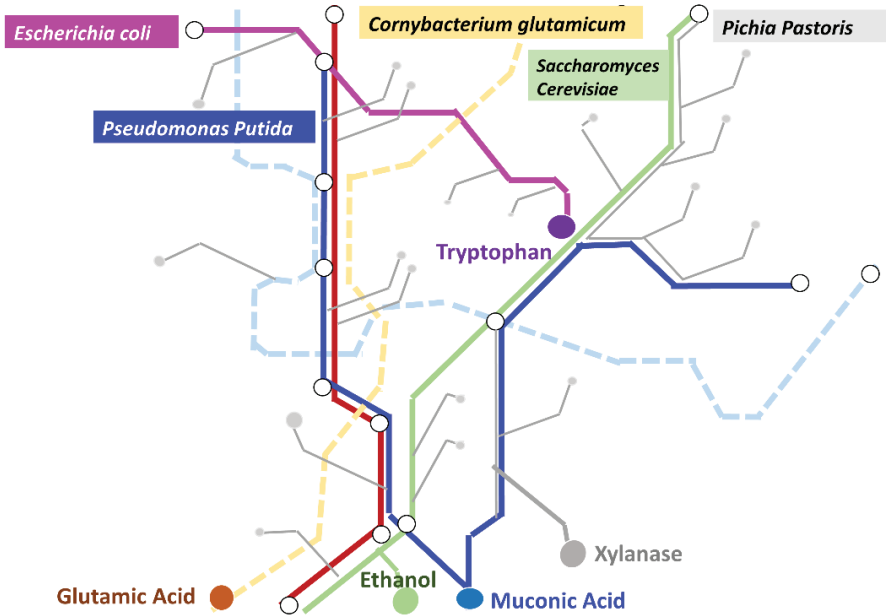 Escherichia coli
Cornybacterium glutamicum
Pichia Pastoris
Saccharomyces
Cerevisiae
Pseudomonas Putida
Tryptophan
Xylanase
Ethanol
Glutamic Acid
Muconic Acid